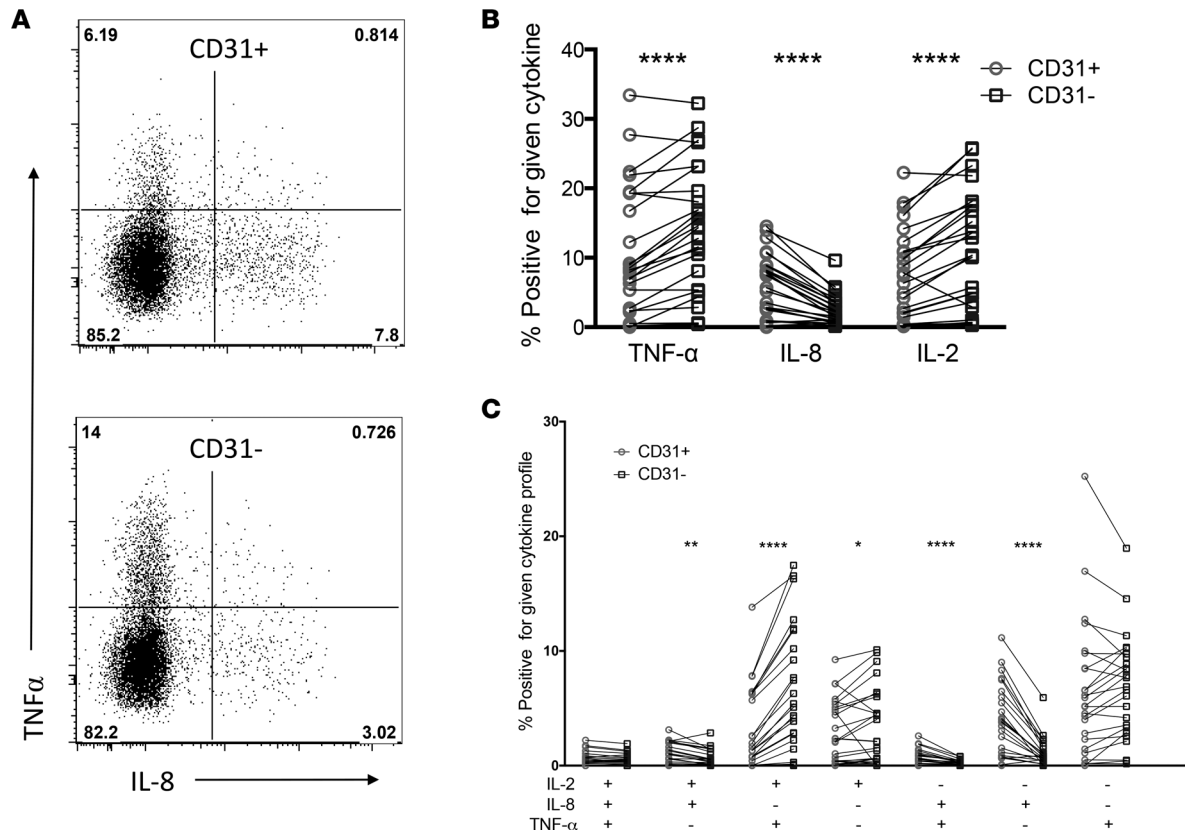 A
6.19
0.814
CD31+
85.2
7.8
14
0.726
CD31-
82.2
3.02
TNFα
IL-8
B
% Positive for given cytokine
40
30
20
10
0
**** **** ****
CD31+
CD31-
TNF-α IL-8 IL-2
C
% Positive for given cytokine profile
30
20
10
0
CD31+
CD31-
** **** * **** ****
IL-2 + + + + - - -
IL-8 + + - - + + -
TNF-α + - + - + - +